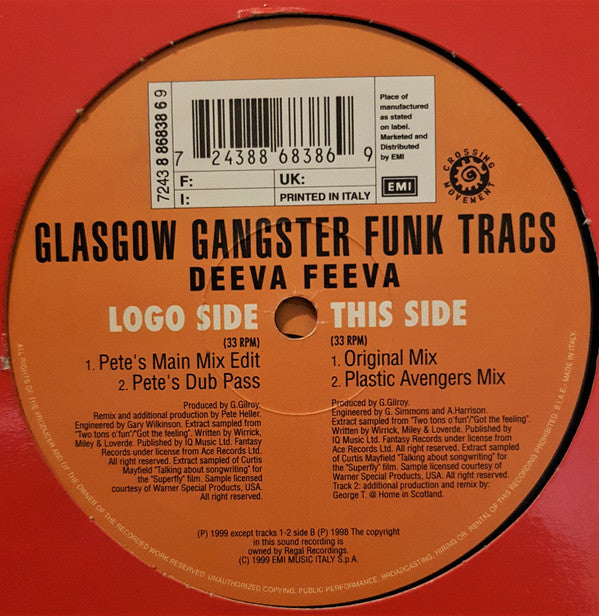 7243 8 86838 6 9
7 24388 68386 9
F:
UK:
I:
PRINTED IN ITALY
Place of
manufactured
as stated
on label.
Marketed and
Distributed
by EMI
EMI
CROSSING
MOVEMENT
GLASGOW GANGSTER FUNK TRACS
DEEVA FEEVA
LOGO SIDE
(33 RPM)
1. Pete's Main Mix Edit
2. Pete's Dub Pass
Produced by G.Gilroy.
Remix and additional production by Pete Heller.
Engineered by Gary Wilkinson. Extract sampled
from "Two tons o'fun"/"Got the feeling". Written by Wirrick,
Miley & Loverde. Published by IQ Music Ltd. Fantasy
Records under license from Ace Records Ltd.
All right reserved. Extract sampled of Curtis
Mayfield "Talking about songwriting" for
the "Superfly" film. Sample licensed
courtesy of Warner Special Products, USA.
All right reserved.
THIS SIDE
(33 RPM)
1. Original Mix
2. Plastic Avengers Mix
Produced by G.Gilroy.
Engineered by G. Simmons and A.Harrison.
Extract sampled from "Two tons o'fun"/"Got the feeling".
Written by Wirrick, Miley & Loverde. Published by
IQ Music Ltd. Fantasy Records under license from
Ace Records Ltd. All right reserved. Extract sampled
of Curtis Mayfield "Talking about songwriting" for
the "Superfly" film. Sample licensed courtesy of
Warner Special Products, USA. All right reserved.
Track 2: additional production and remix by:
George T. @ Home in Scotland.
(P) 1999 except tracks 1-2 side B (P) 1998 The copyright
in this sound recording is
owned by Regal Recordings.
(C) 1999 EMI MUSIC ITALY S.p.A.
ALL RIGHTS OF THE PRODUCER AND OF THE OWNER OF THE RECORDED WORK RESERVED. UNAUTHORIZED COPYING, PUBLIC PERFORMANCE, BROADCASTING, HIRING OR RENTAL OF THIS RECORDING PROHIBITED. S.I.A.E. MADE IN ITALY.